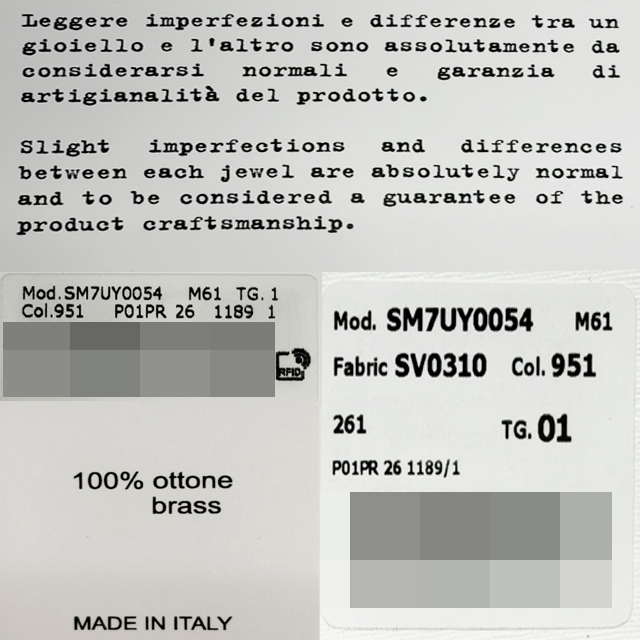 Leggere imperfezioni e differenze tra un
gioiello e l'altro sono assolutamente da
considerarsi normali e garanzia di
artigianalità del prodotto.
Slight imperfections and differences
between each jewel are absolutely normal
and to be considered a guarantee of the
product craftsmanship.
Mod.SM7UY0054 M61 TG. 1
Col.951 P01PR 26 1189 1
RFID
100% ottone
brass
MADE IN ITALY
Mod. SM7UY0054 M61
Fabric SV0310 Col. 951
261 TG. 01
P01PR 26 1189/1